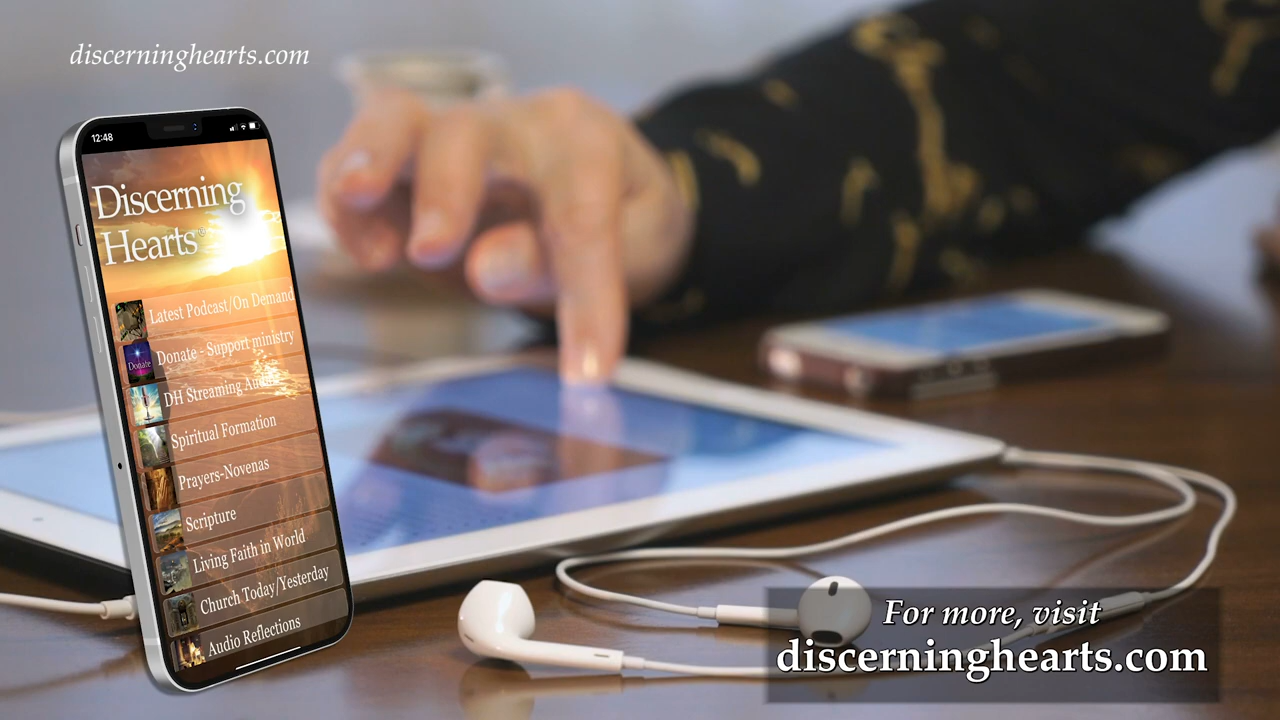 discerninghearts.com
12:48
Discerning
Hearts®
Latest Podcast/On Demand
Donate - Support ministry
Donate
DH Streaming Audio
Spiritual Formation
Prayers-Novenas
Scripture
Living Faith in World
Church Today/Yesterday
Audio Reflections
For more, visit
discerninghearts.com